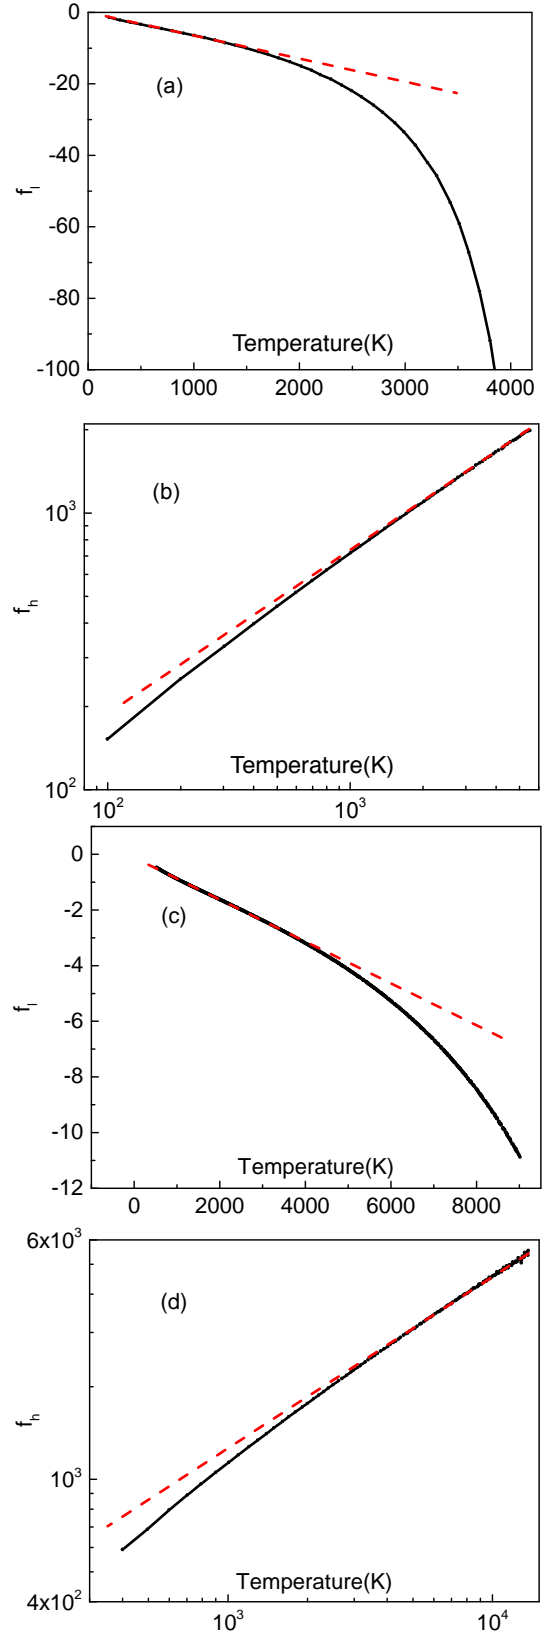 0
-20
-40
-60
-80
-100
0 1000 2000 3000 4000
f_l
(a)
Temperature(K)
10^3
10^2
10^2 10^3
f_h
(b)
Temperature(K)
0
-2
-4
-6
-8
-10
-12
0 2000 4000 6000 8000
f_l
(c)
Temperature(K)
6x10^3
10^3
4x10^2
10^3 10^4
f_h
(d)
Temperature(K)